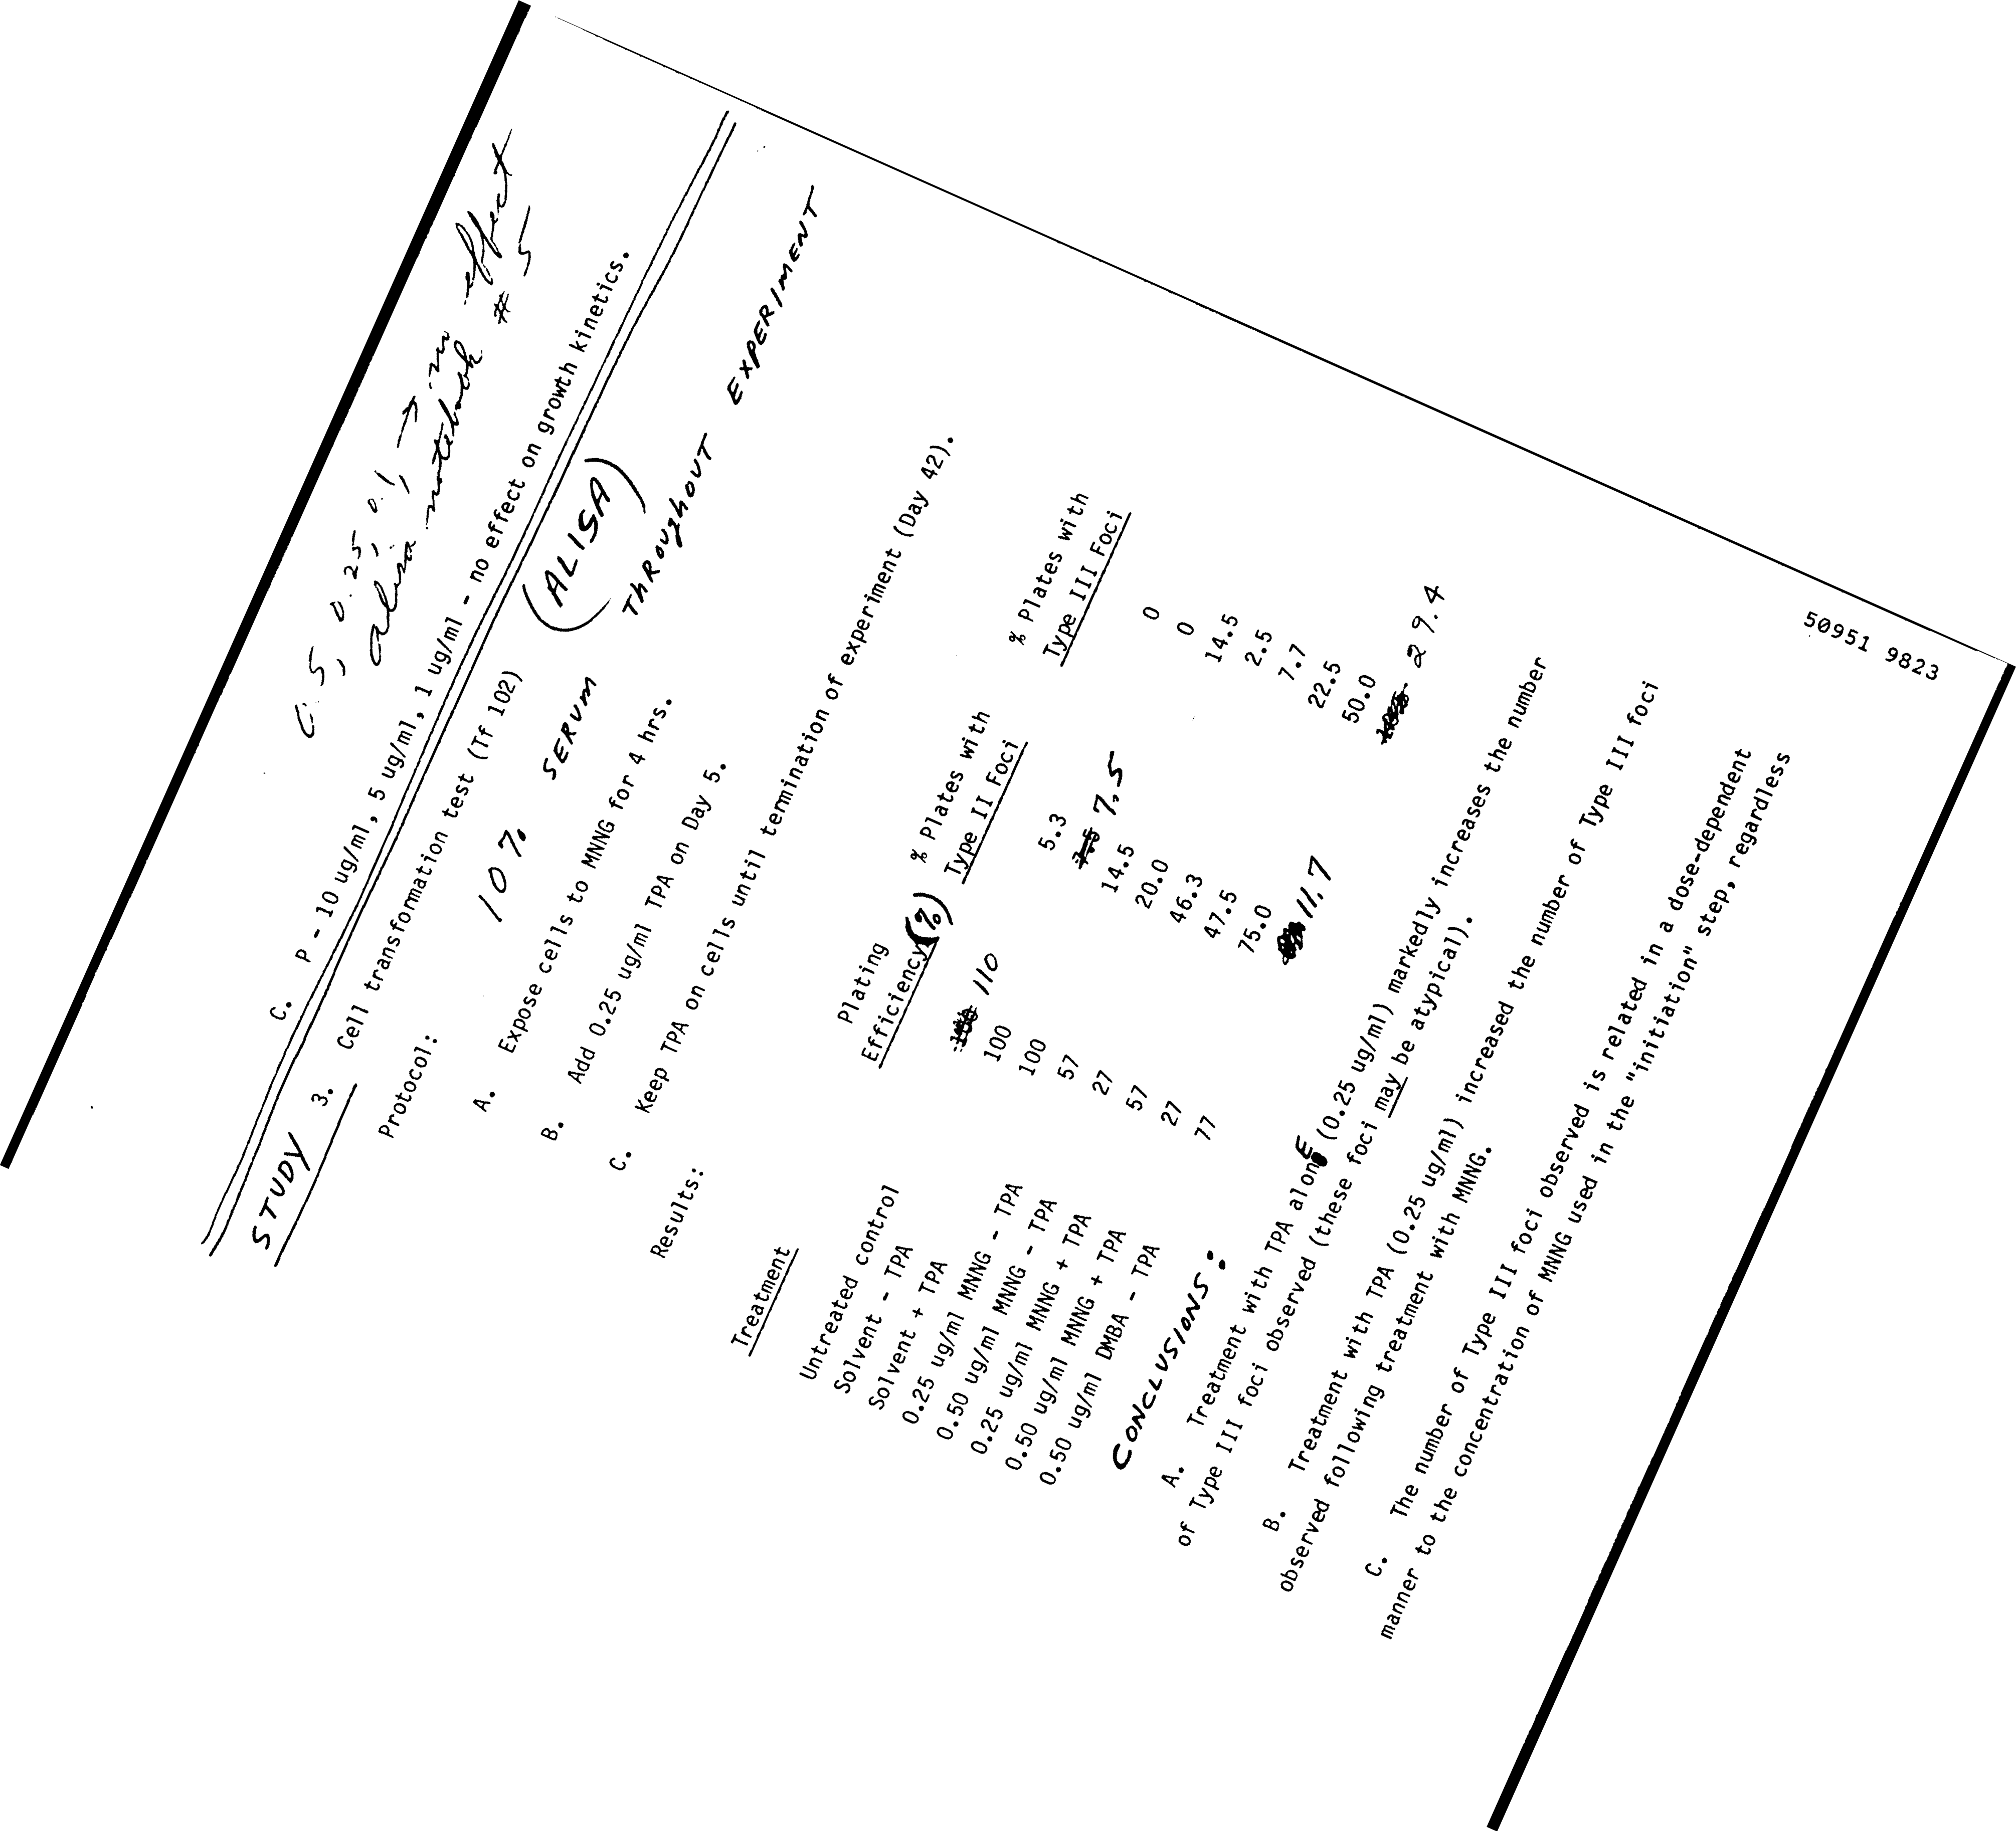 0.5, 0.25, 0.1, → no effect
#5
C. P - 10 ug/ml, 5 ug/ml, 1 ug/ml - no effect on growth kinetics.
STUDY 3. Cell transformation test (Tf 102) (ALISA)
Protocol: 10% SERUM THROUGHOUT EXPERIMENT
A. Expose cells to MNNG for 4 hrs.
B. Add 0.25 ug/ml TPA on Day 5.
C. Keep TPA on cells until termination of experiment (Day 42).
Results:
Treatment Plating Efficiency (%) % Plates with Type II Foci % Plates with Type III Foci
Untreated control 110 5.3 0
Solvent - TPA 100 7.5 0
Solvent + TPA 100 14.5 14.5
0.25 ug/ml MNNG - TPA 57 20.0 2.5
0.50 ug/ml MNNG - TPA 27 46.3 7.7
0.25 ug/ml MNNG + TPA 57 47.5 22.5
0.50 ug/ml MNNG + TPA 27 75.0 50.0
0.50 ug/ml DMBA - TPA 77 11.7 29.4
CONCLUSIONS:
A. Treatment with TPA alonE (0.25 ug/ml) markedly increases the number
of Type III foci observed (these foci may be atypical).
B. Treatment with TPA (0.25 ug/ml) increased the number of Type III foci
observed following treatment with MNNG.
C. The number of Type III foci observed is related in a dose-dependent
manner to the concentration of MNNG used in the "initiation" step, regardless
50951 9823